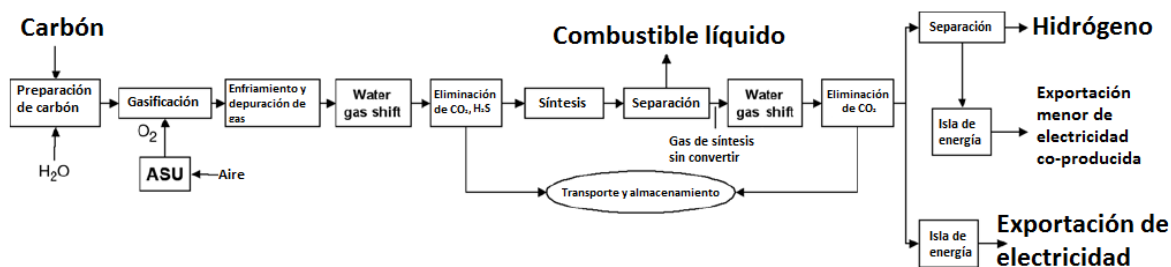 Carbón
Preparación
de carbón
H₂O
Gasificación
O₂
ASU
Aire
Enfriamiento y
depuración de
gas
Water
gas shift
Eliminación
de CO₂, H₂S
Síntesis
Combustible líquido
Separación
Gas de síntesis
sin convertir
Water
gas shift
Eliminación
de CO₂
Transporte y almacenamiento
Separación
Hidrógeno
Isla de
energía
Exportación
menor de
electricidad
co-producida
Isla de
energía
Exportación de
electricidad